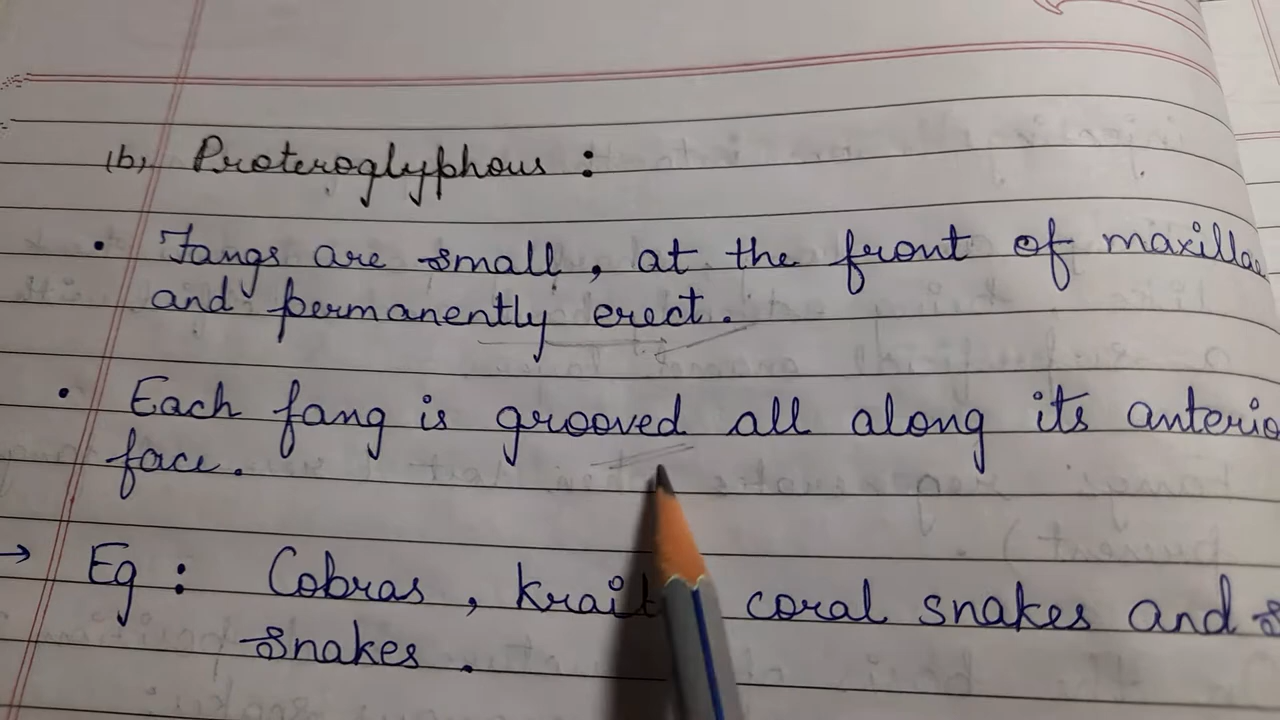 (b) Proteroglyphous :
• Fangs are small, at the front of maxillae
and permanently erect.
• Each fang is grooved all along its anterio
face.
→ Eg : Cobras, krait coral snakes and s
snakes.